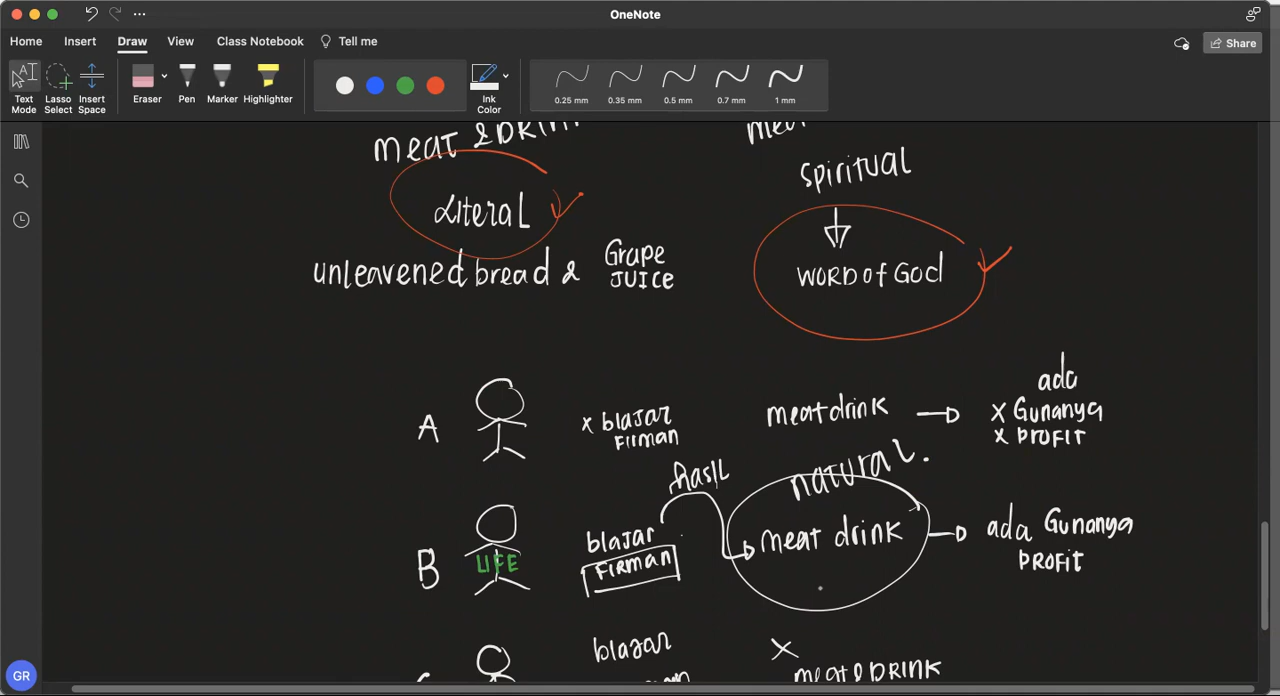 OneNote
Home Insert Draw View Class Notebook Tell me
Share
Text Mode
Lasso Select
Insert Space
Eraser
Pen
Marker
Highlighter
Ink Color
0.25 mm
0.35 mm
0.5 mm
0.7 mm
1 mm
meat & DRINK
meat
spiritual
Literal
unleavened bread & Grape JUICE
WORD of GOD
A
x blajar
FIRMAN
meat drink
ada
x Gunanya
x PROFIT
hasil
natural.
B
LIFE
blajar
FIRMAN
meat drink
ada Gunanya
PROFIT
blajar
x
meat & DRINK
GR